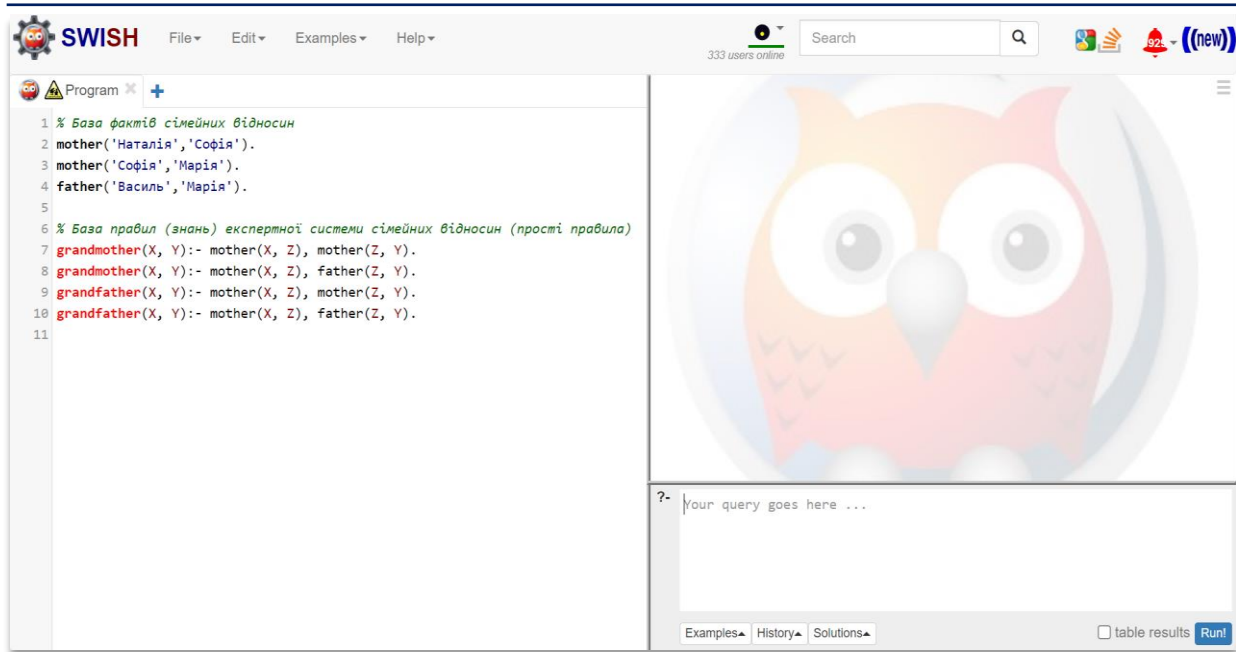 SWISH File Edit Examples Help 333 users online Search 92 ((new))
Program
1 % База фактів сімейних відносин
2 mother('Наталія','Софія').
3 mother('Софія','Марія').
4 father('Василь','Марія').
5
6 % База правил (знань) експертної системи сімейних відносин (прості правила)
7 grandmother(X, Y):- mother(X, Z), mother(Z, Y).
8 grandmother(X, Y):- mother(X, Z), father(Z, Y).
9 grandfather(X, Y):- mother(X, Z), mother(Z, Y).
10 grandfather(X, Y):- mother(X, Z), father(Z, Y).
11
?- Your query goes here ...
Examples History Solutions table results Run!